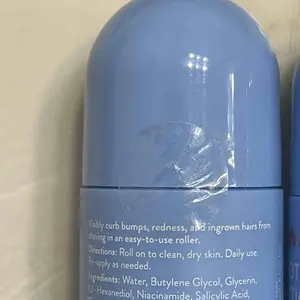 Visibly curb bumps, redness, and ingrown hairs from
shaving in an easy-to-use roller.
Directions: Roll on to clean, dry skin. Daily use.
Re-apply as needed.
Ingredients: Water, Butylene Glycol, Glycerin,
1,2-Hexanediol, Niacinamide, Salicylic Acid,